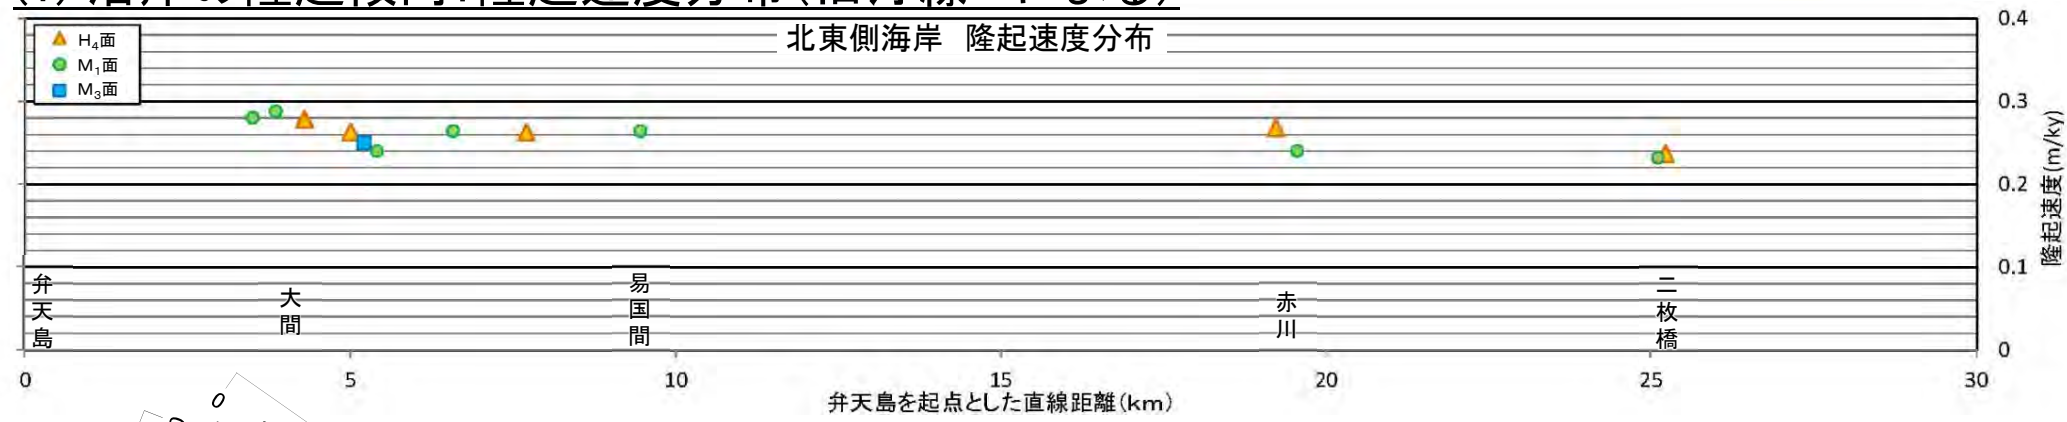 北東側海岸 隆起速度分布
H4面
M1面
M3面
0.4
0.3
0.2
0.1
0
隆起速度(m/ky)
弁天島
大間
易国間
赤川
二枚橋
0
5
10
15
20
25
30
弁天島を起点とした直線距離(km)
0